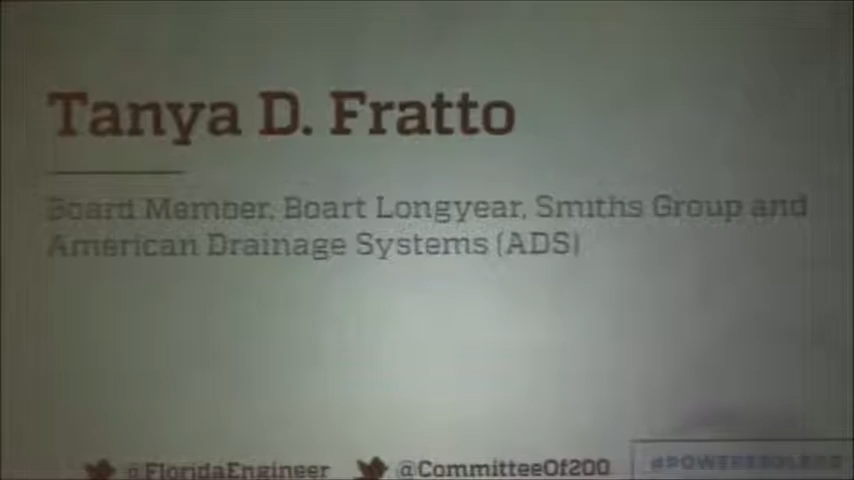 Tanya D. Fratto
Board Member, Boart Longyear, Smiths Group and
American Drainage Systems (ADS)
@FloridaEngineer @CommitteeOf200